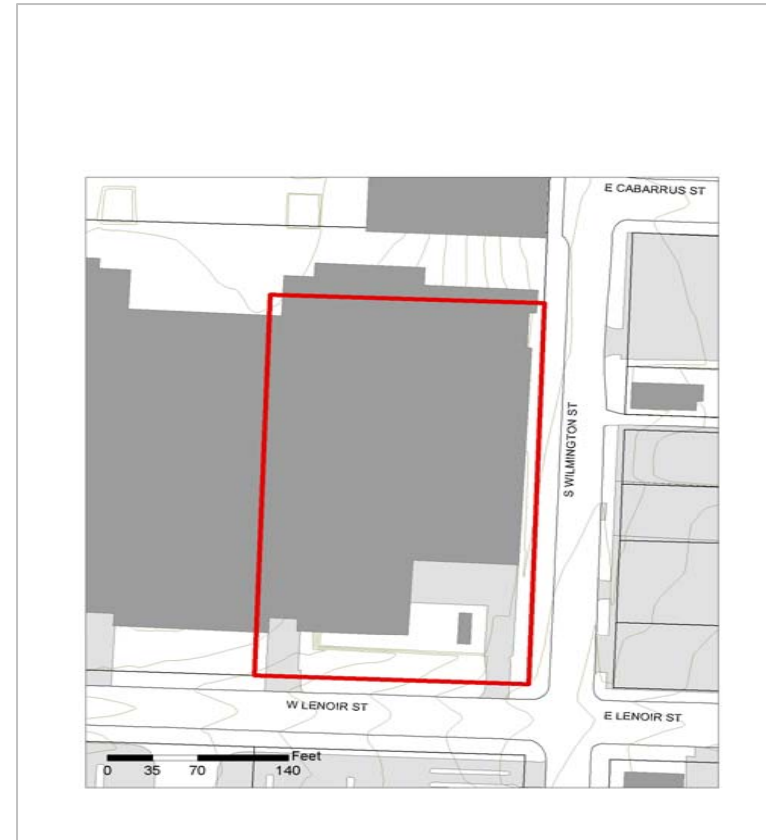 E CABARRUS ST
S WILMINGTON ST
W LENOIR ST
E LENOIR ST
Feet
0 35 70 140